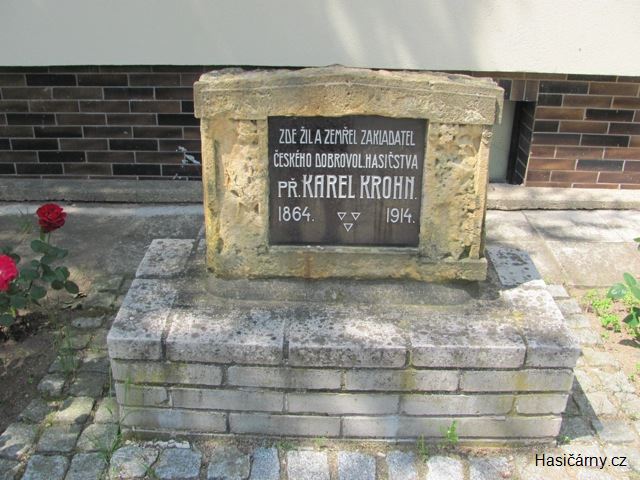 ZDE ŽIL A ZEMŘEL ZAKLADATEL
ČESKÉHO DOBROVOL.HASIČSTVA
PŘ. KAREL KROHN.
1864. 1914.
Hasičárny.cz